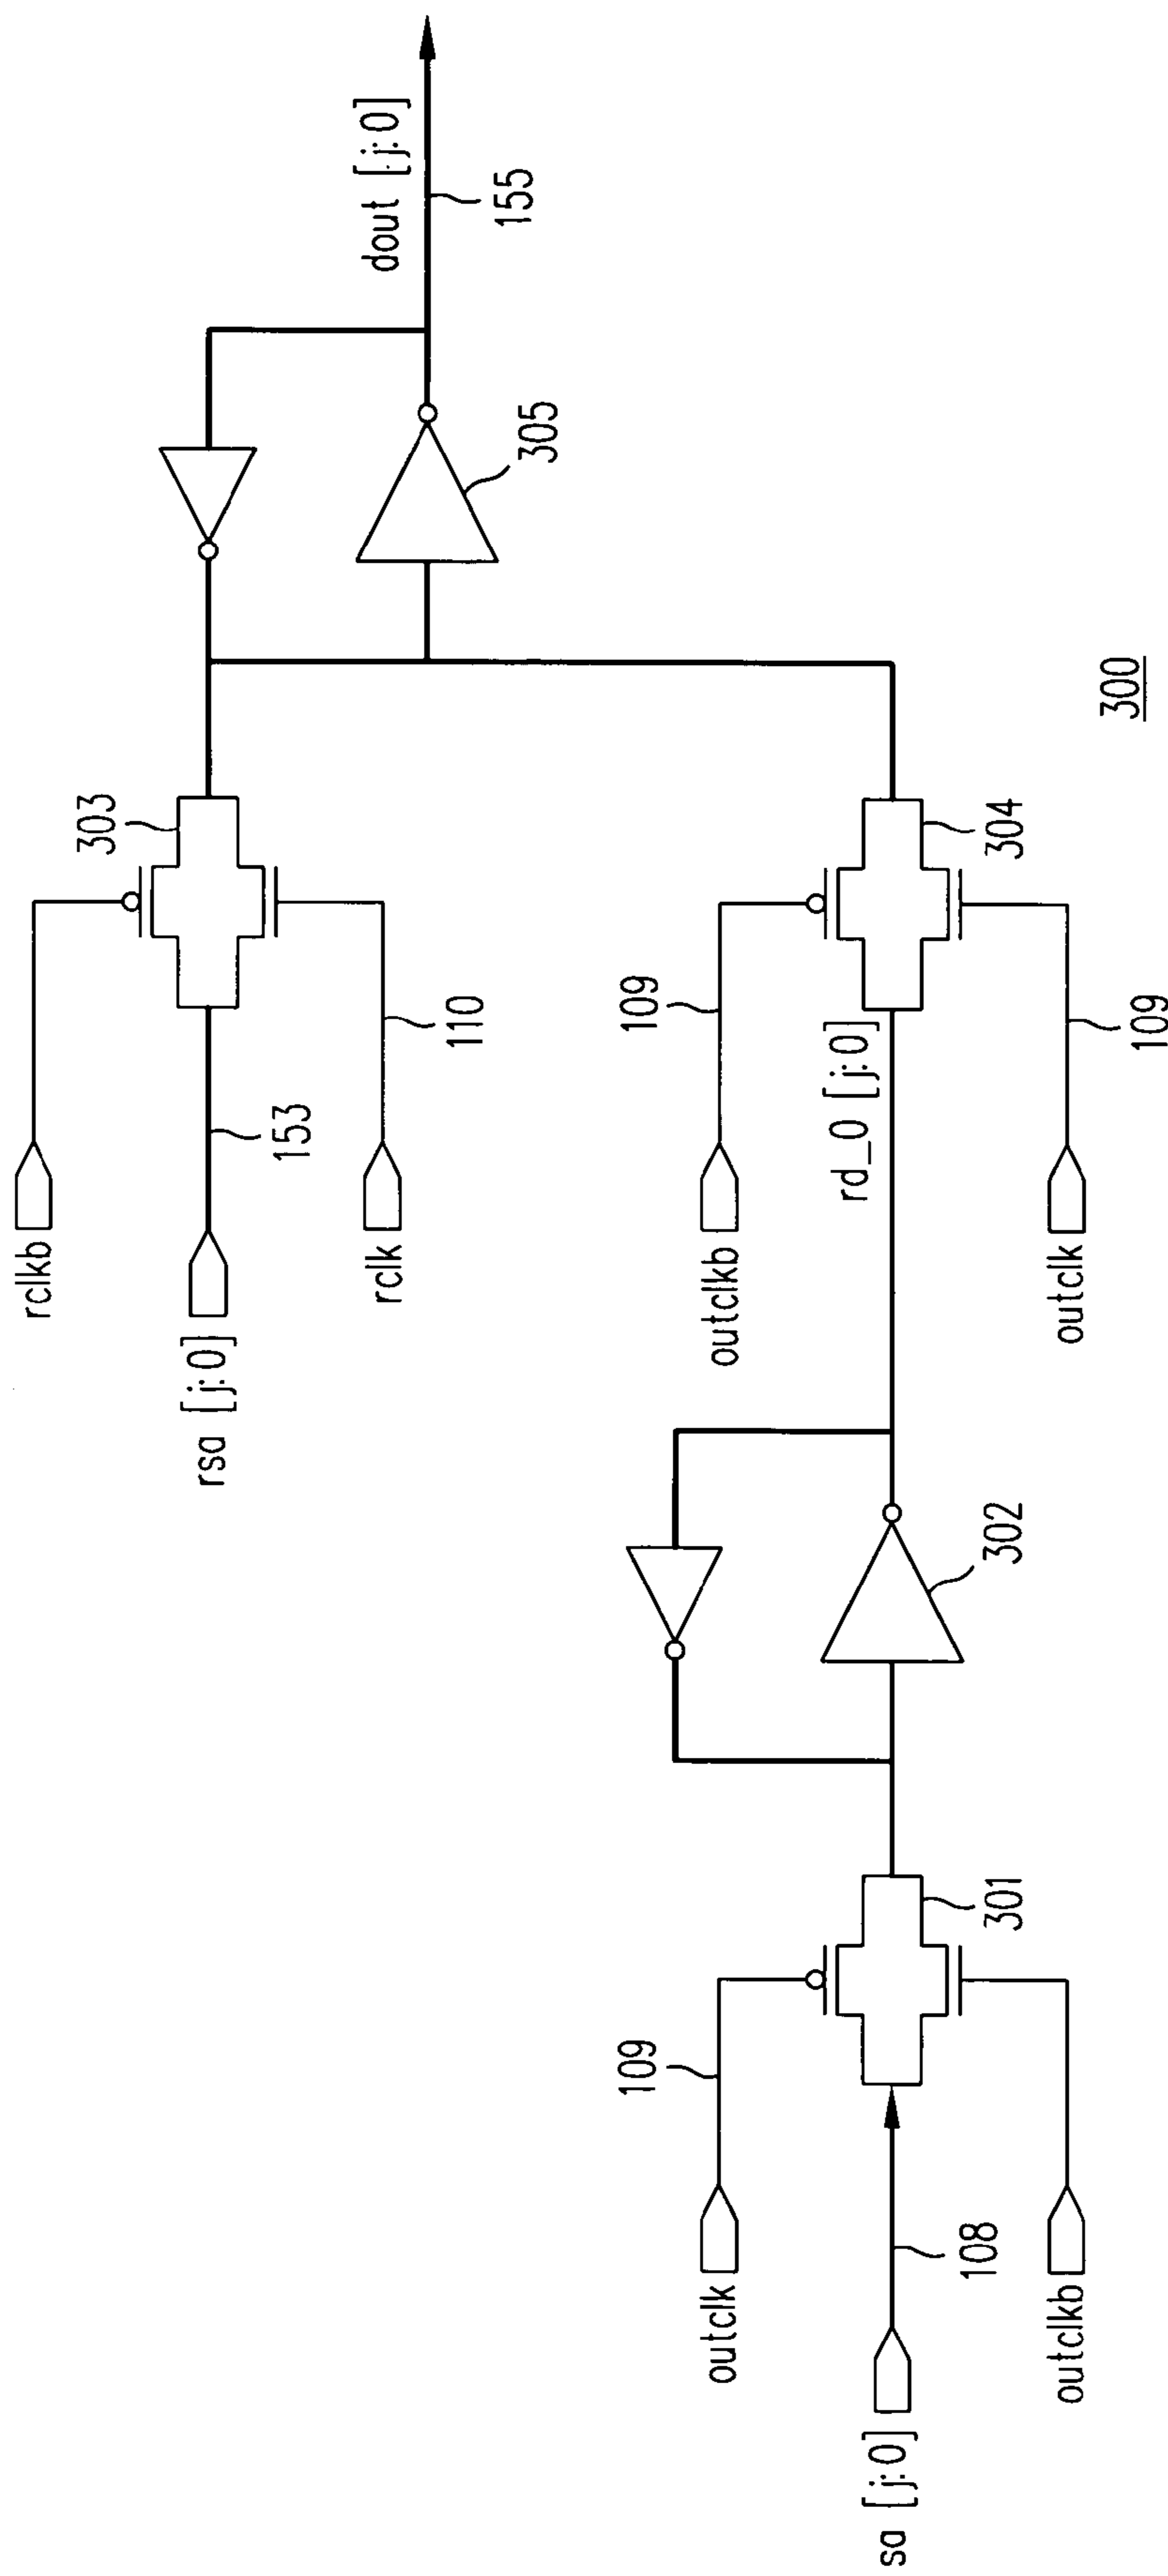 rclkb
303
rsa [j:0]
153
rclk
110
dout [j:0]
155
305
outclk
109
sa [j:0]
108
outclkb
301
302
rd_0 [j:0]
outclkb
109
304
outclk
109
300